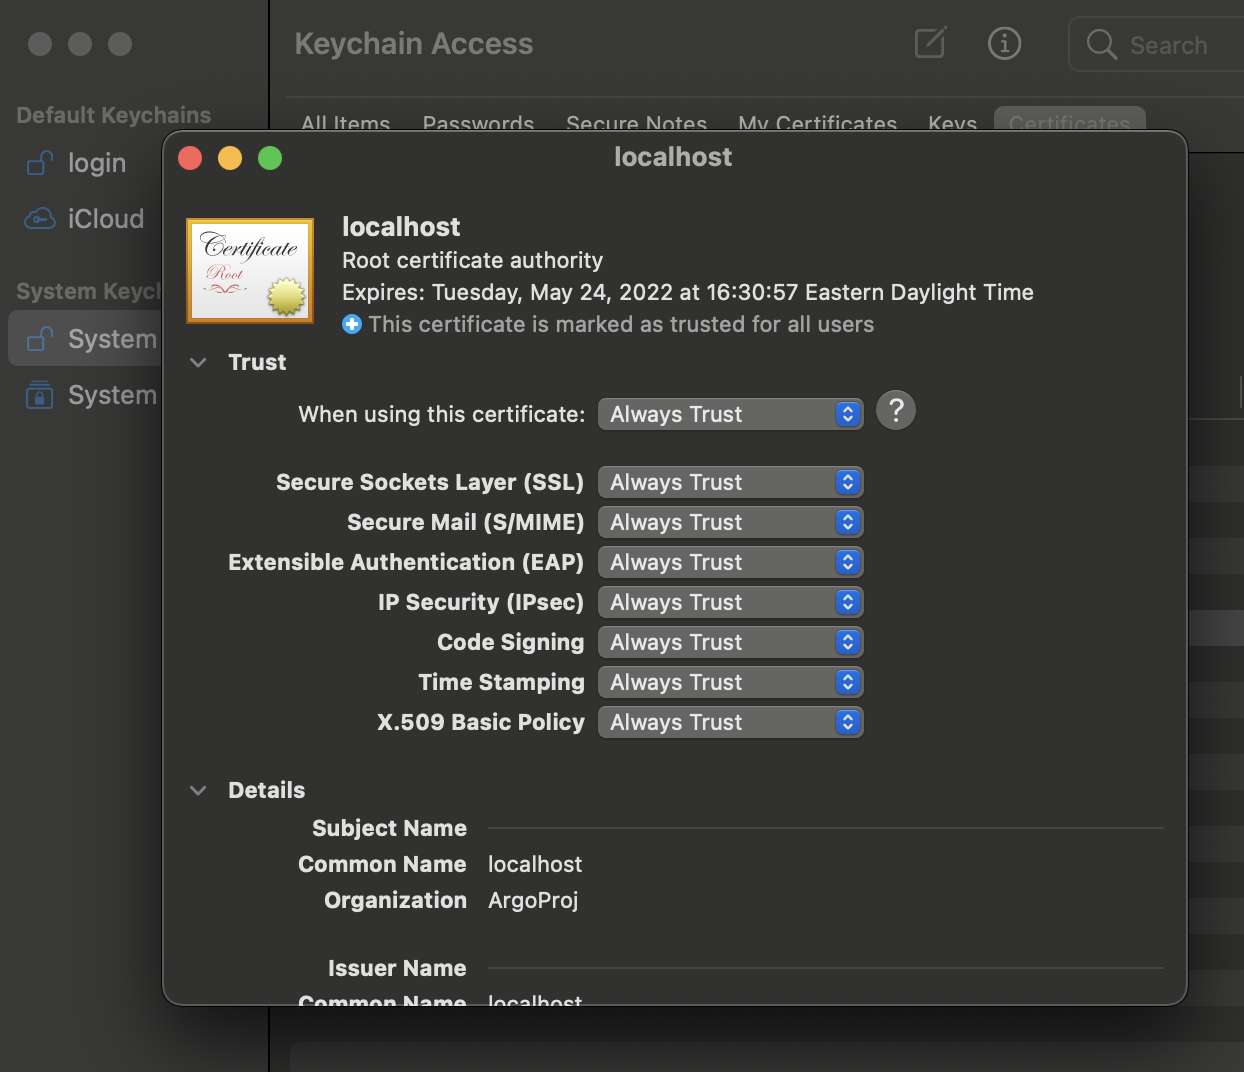 Keychain Access
Search
Default Keychains
login
iCloud
System Keych
System
System
All Items Passwords Secure Notes My Certificates Keys Certificates
localhost
Certificate
Root
localhost
Root certificate authority
Expires: Tuesday, May 24, 2022 at 16:30:57 Eastern Daylight Time
This certificate is marked as trusted for all users
Trust
When using this certificate: Always Trust ?
Secure Sockets Layer (SSL) Always Trust
Secure Mail (S/MIME) Always Trust
Extensible Authentication (EAP) Always Trust
IP Security (IPsec) Always Trust
Code Signing Always Trust
Time Stamping Always Trust
X.509 Basic Policy Always Trust
Details
Subject Name
Common Name localhost
Organization ArgoProj
Issuer Name
Common Name localhost